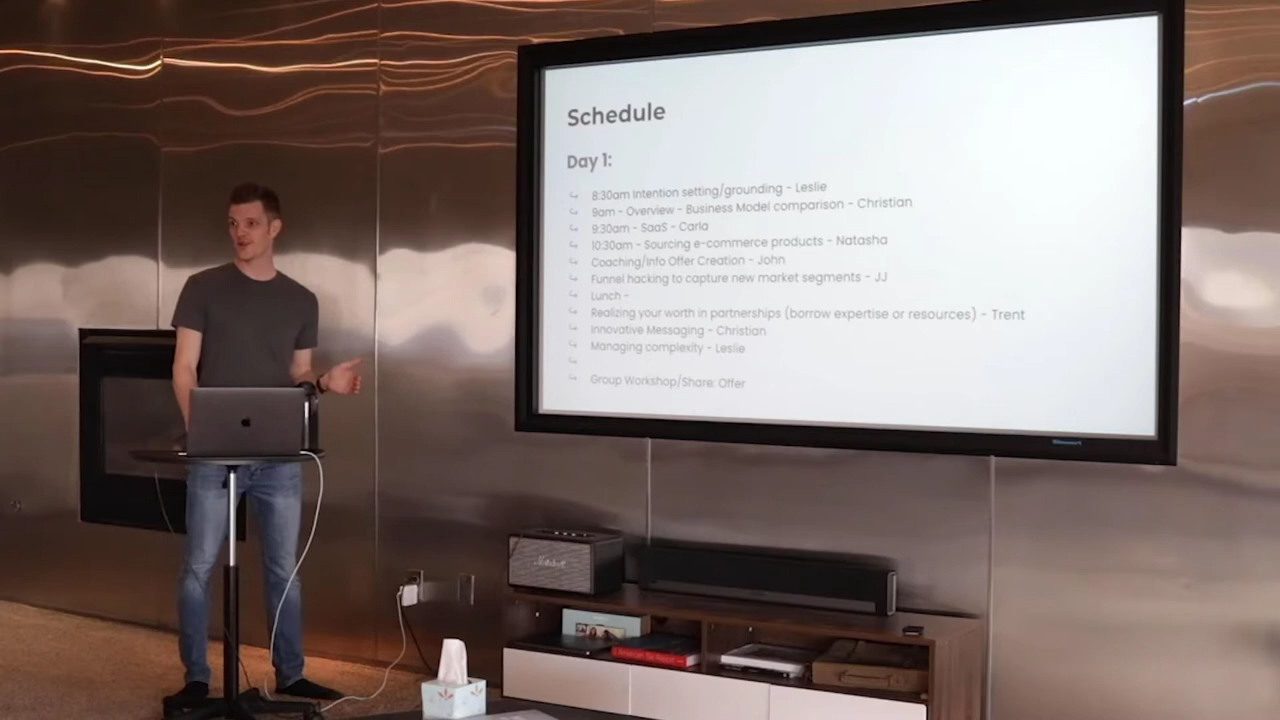 Schedule
Day 1:
8:30am Intention setting/grounding - Leslie
9am - Overview - Business Model comparison - Christian
9:30am - SaaS - Carla
10:30am - Sourcing e-commerce products - Natasha
Coaching/Info Offer Creation - John
Funnel hacking to capture new market segments - JJ
Lunch -
Realizing your worth in partnerships (borrow expertise or resources) - Trent
Innovative Messaging - Christian
Managing complexity - Leslie
Group Workshop/Share: Offer
Marshall